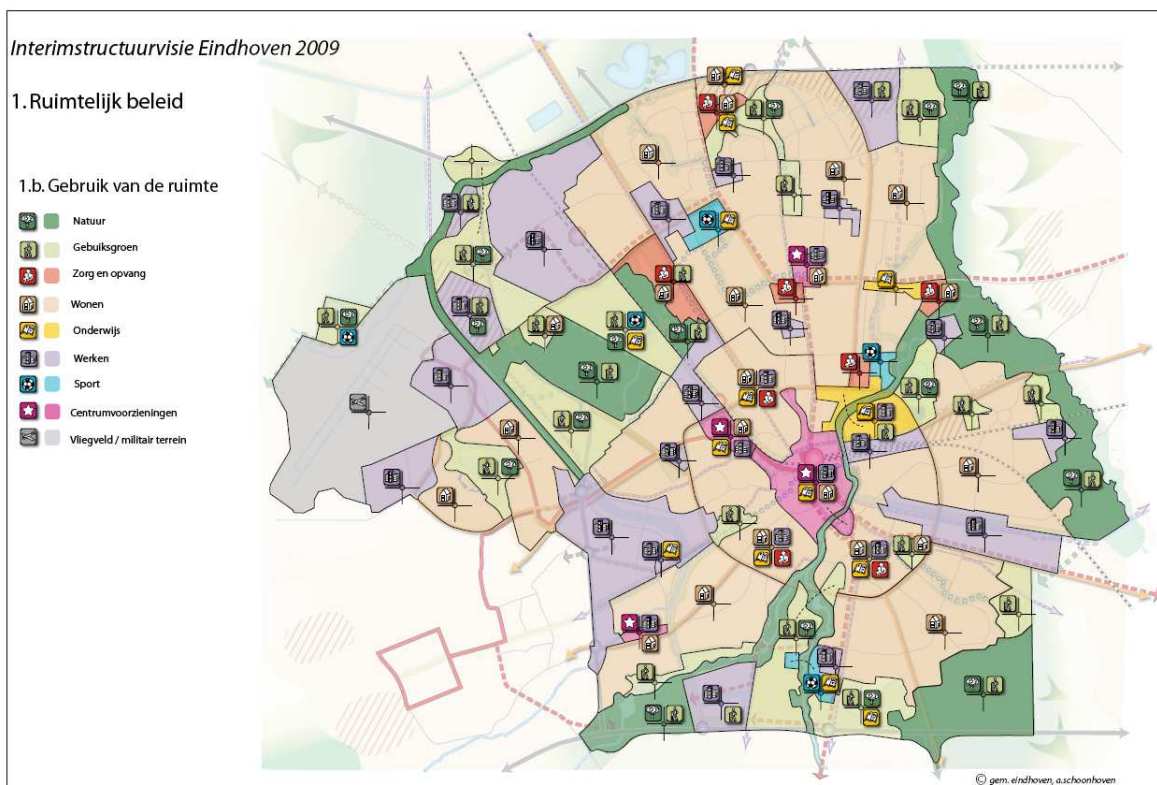 Interimstructuurvisie Eindhoven 2009
1. Ruimtelijk beleid
1.b. Gebruik van de ruimte
Natuur
Gebuiksgroen
Zorg en opvang
Wonen
Onderwijs
Werken
Sport
Centrumvoorzieningen
Vliegveld / militair terrein
© gem. eindhoven, a.schoonhoven